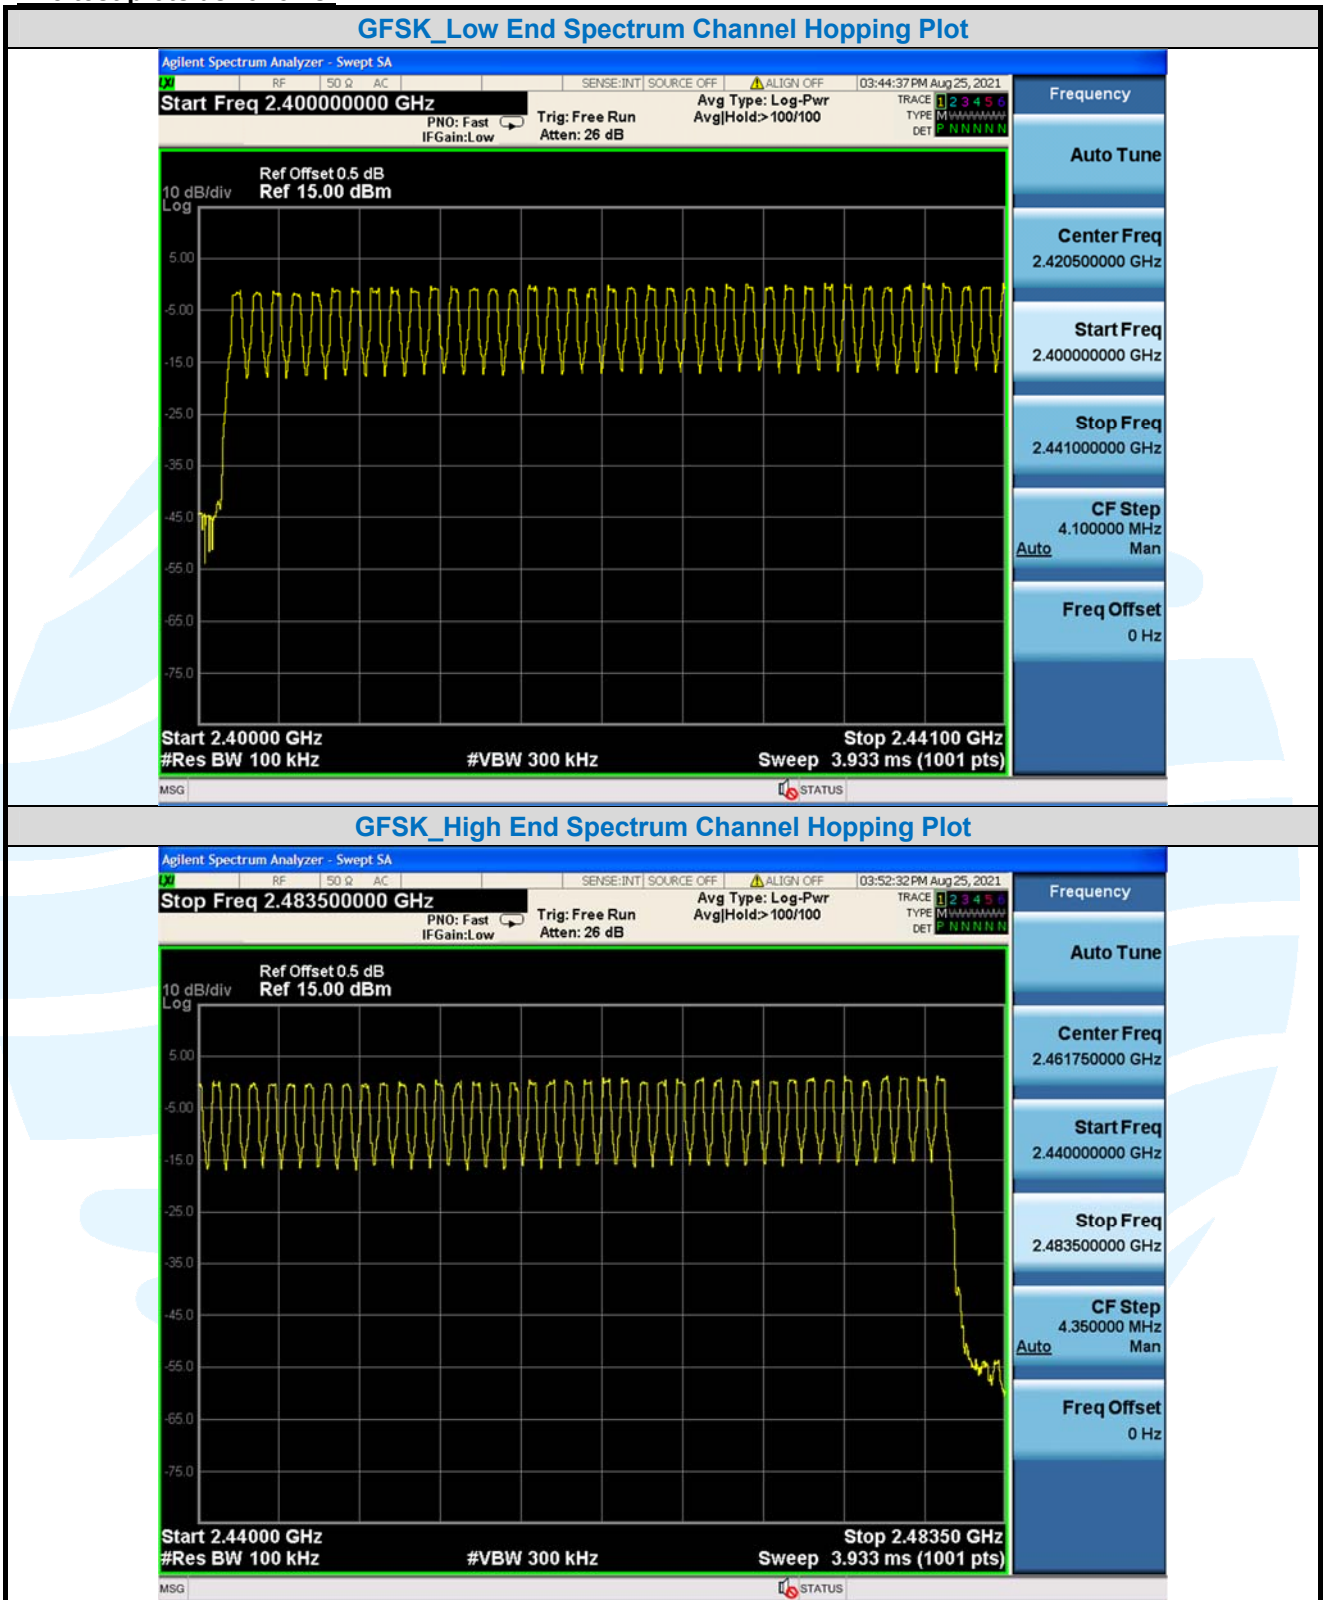 GFSK_Low End Spectrum Channel Hopping Plot
Agilent Spectrum Analyzer - Swept SA
LXI RF 50 Ω AC SENSE:INT SOURCE OFF ALIGN OFF 03:44:37 PM Aug 25, 2021
Start Freq 2.400000000 GHz
PNO: Fast
IFGain:Low
Trig: Free Run
Atten: 26 dB
Avg Type: Log-Pwr
Avg|Hold:> 100/100
TRACE 1 2 3 4 5 6
TYPE M
DET P N N N N N
Ref Offset 0.5 dB
10 dB/div Ref 15.00 dBm
Log
5.00
-5.00
-15.0
-25.0
-35.0
-45.0
-55.0
-65.0
-75.0
Start 2.40000 GHz Stop 2.44100 GHz
#Res BW 100 kHz #VBW 300 kHz Sweep 3.933 ms (1001 pts)
MSG STATUS
Frequency
Auto Tune
Center Freq
2.420500000 GHz
Start Freq
2.400000000 GHz
Stop Freq
2.441000000 GHz
CF Step
4.100000 MHz
Auto Man
Freq Offset
0 Hz
GFSK_High End Spectrum Channel Hopping Plot
Agilent Spectrum Analyzer - Swept SA
LXI RF 50 Ω AC SENSE:INT SOURCE OFF ALIGN OFF 03:52:32 PM Aug 25, 2021
Stop Freq 2.483500000 GHz
PNO: Fast
IFGain:Low
Trig: Free Run
Atten: 26 dB
Avg Type: Log-Pwr
Avg|Hold:> 100/100
TRACE 1 2 3 4 5 6
TYPE M
DET P N N N N N
Ref Offset 0.5 dB
10 dB/div Ref 15.00 dBm
Log
5.00
-5.00
-15.0
-25.0
-35.0
-45.0
-55.0
-65.0
-75.0
Start 2.44000 GHz Stop 2.48350 GHz
#Res BW 100 kHz #VBW 300 kHz Sweep 3.933 ms (1001 pts)
MSG STATUS
Frequency
Auto Tune
Center Freq
2.461750000 GHz
Start Freq
2.440000000 GHz
Stop Freq
2.483500000 GHz
CF Step
4.350000 MHz
Auto Man
Freq Offset
0 Hz